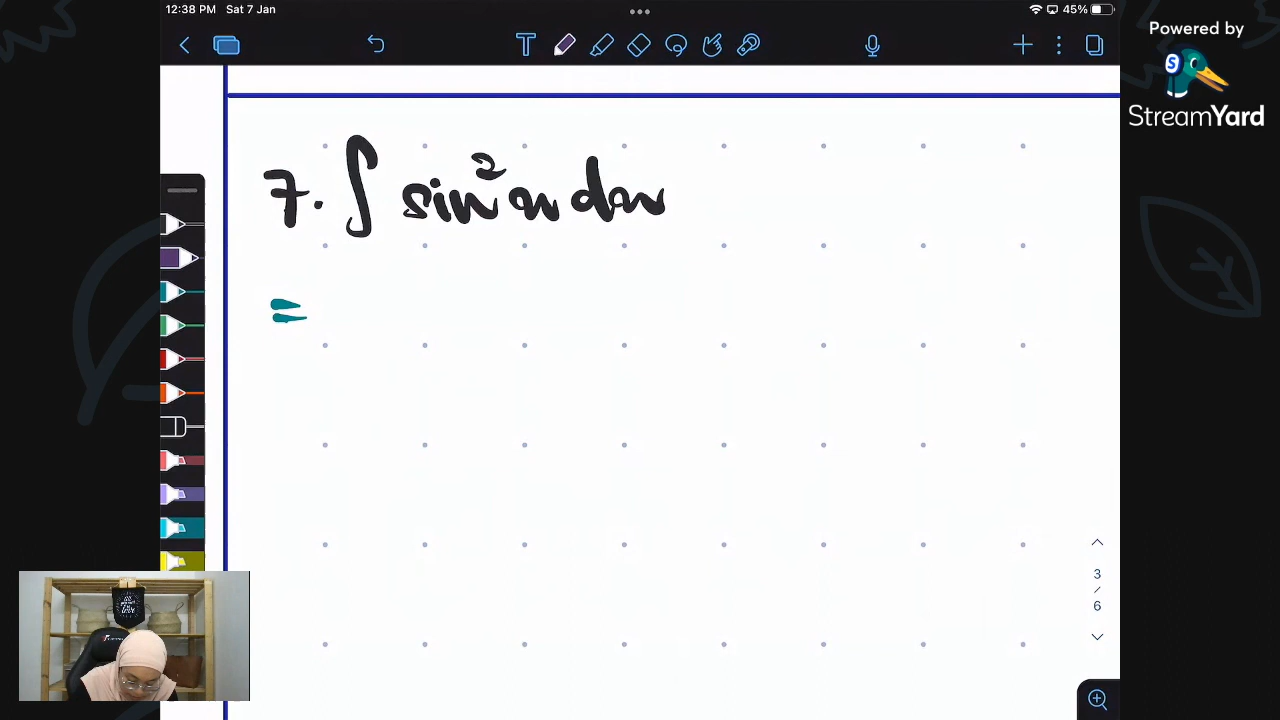 12:38 PM Sat 7 Jan
45%
Powered by
StreamYard
7. ∫ sin²x dx
=
3
/
6